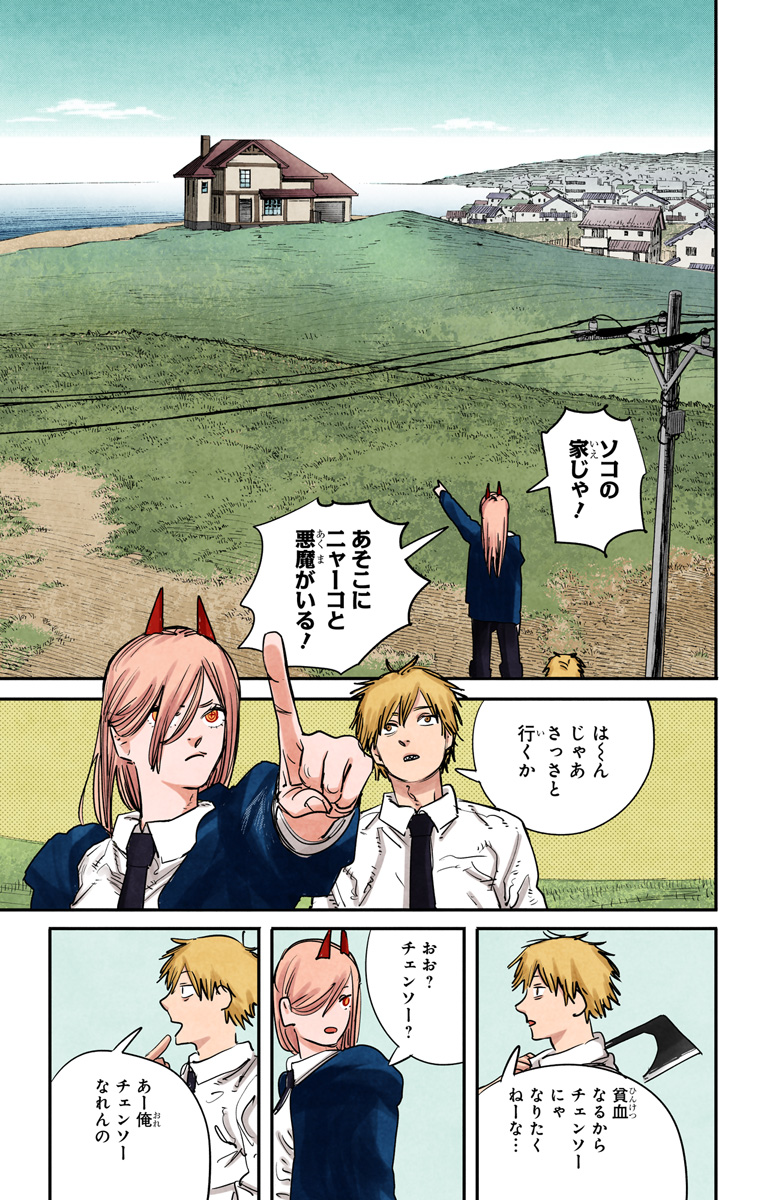 ソコの
家じゃ！
あそこに
ニャーコと
悪魔がいる！
は〜ん
じゃあ
さっさと
行くか
貧血
なるから
チェンソー
にゃ
なりたく
ねーな…
おお？
チェンソー？
あー俺
チェンソー
なれんの